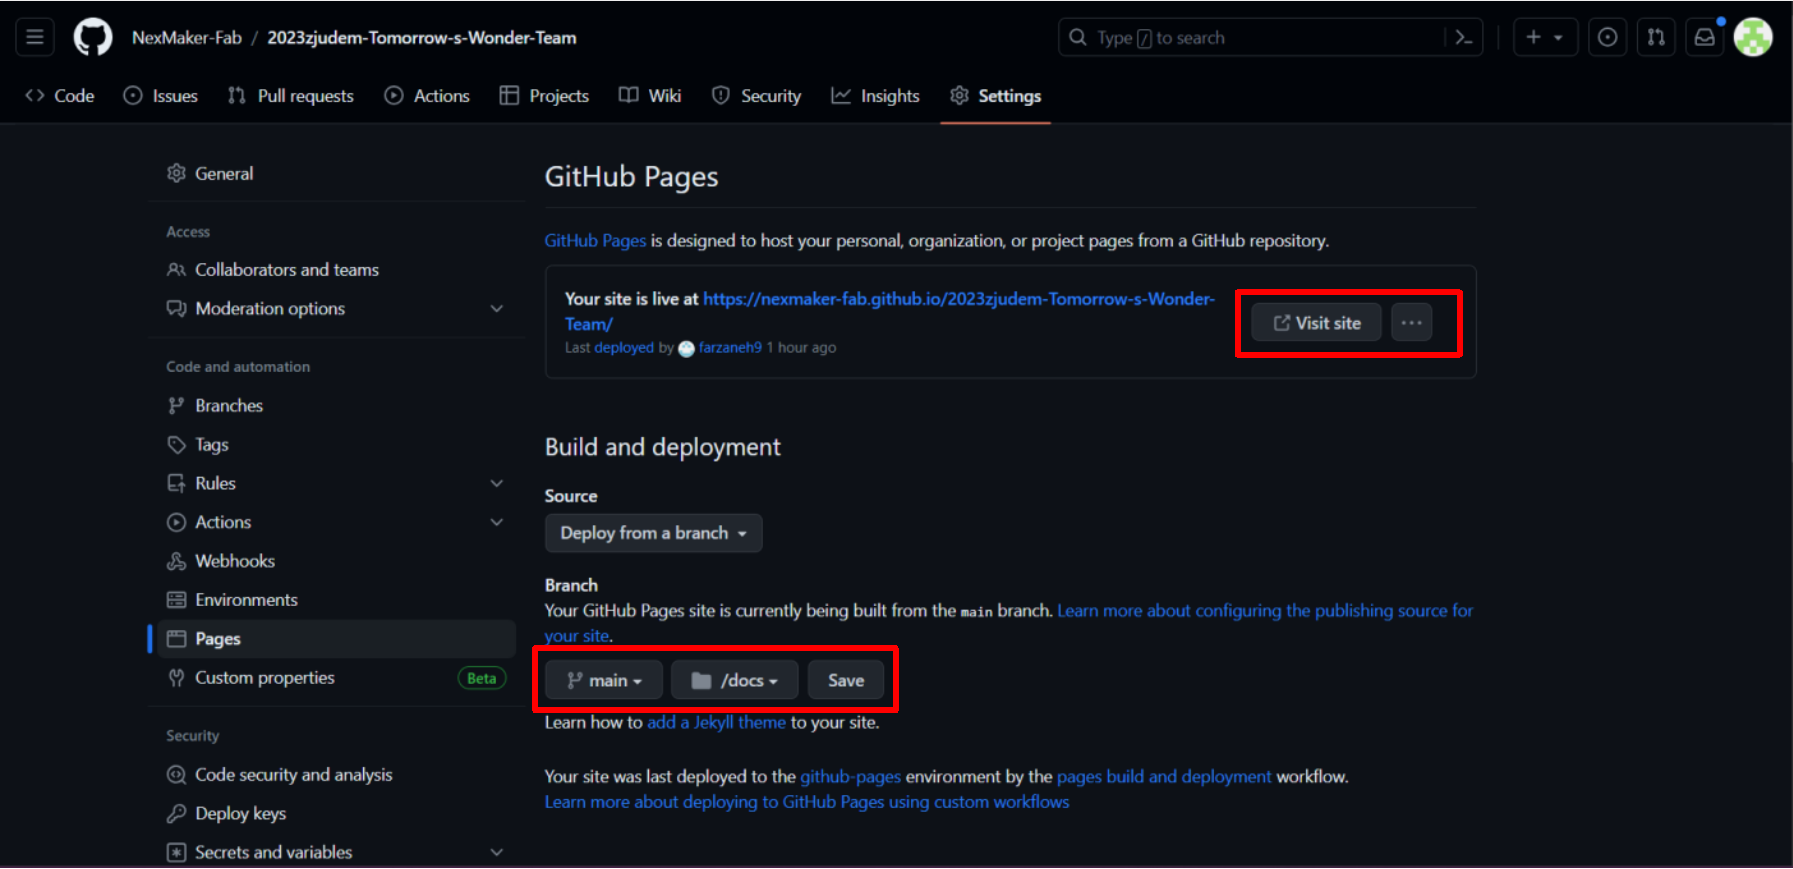 NexMaker-Fab / 2023zjudem-Tomorrow-s-Wonder-Team
Type / to search
Code Issues Pull requests Actions Projects Wiki Security Insights Settings
General
Access
Collaborators and teams
Moderation options
Code and automation
Branches
Tags
Rules
Actions
Webhooks
Environments
Pages
Custom properties Beta
Security
Code security and analysis
Deploy keys
Secrets and variables
GitHub Pages
GitHub Pages is designed to host your personal, organization, or project pages from a GitHub repository.
Your site is live at https://nexmaker-fab.github.io/2023zjudem-Tomorrow-s-Wonder-
Team/
Last deployed by farzaneh9 1 hour ago
Visit site ...
Build and deployment
Source
Deploy from a branch
Branch
Your GitHub Pages site is currently being built from the main branch. Learn more about configuring the publishing source for
your site.
main /docs Save
Learn how to add a Jekyll theme to your site.
Your site was last deployed to the github-pages environment by the pages build and deployment workflow.
Learn more about deploying to GitHub Pages using custom workflows